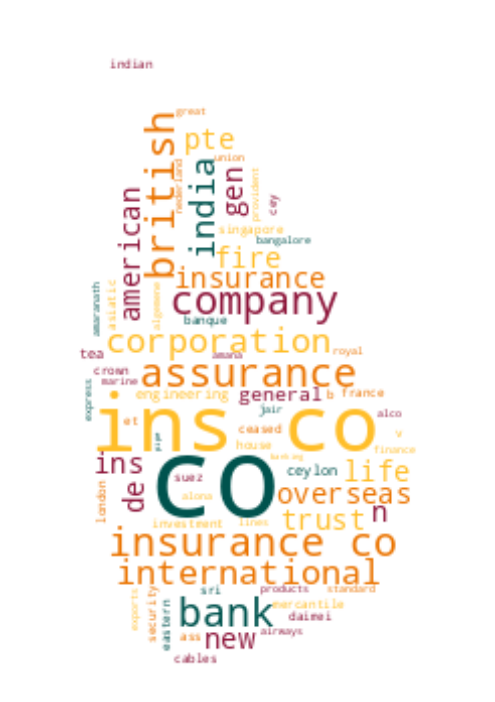 indian
great
british
pte
union
nederland
india
gen
provident
american
cey
singapore
bangalore
fire
insurance
amaranath
asiatic
algemene
company
banque
corporation
tea
amana
royal
crown
marine
assurance
express
engineering
general
b
france
ins co
et
jair
alco
ceased
v
pipe
house
finance
banking
ins
de
co
suez
alona
ceylon
life
overseas
london
investment
lines
trust
n
insurance co
international
exports
security
eastern
sri
products
standard
bank
mercantile
daimei
ass
new
airways
cables